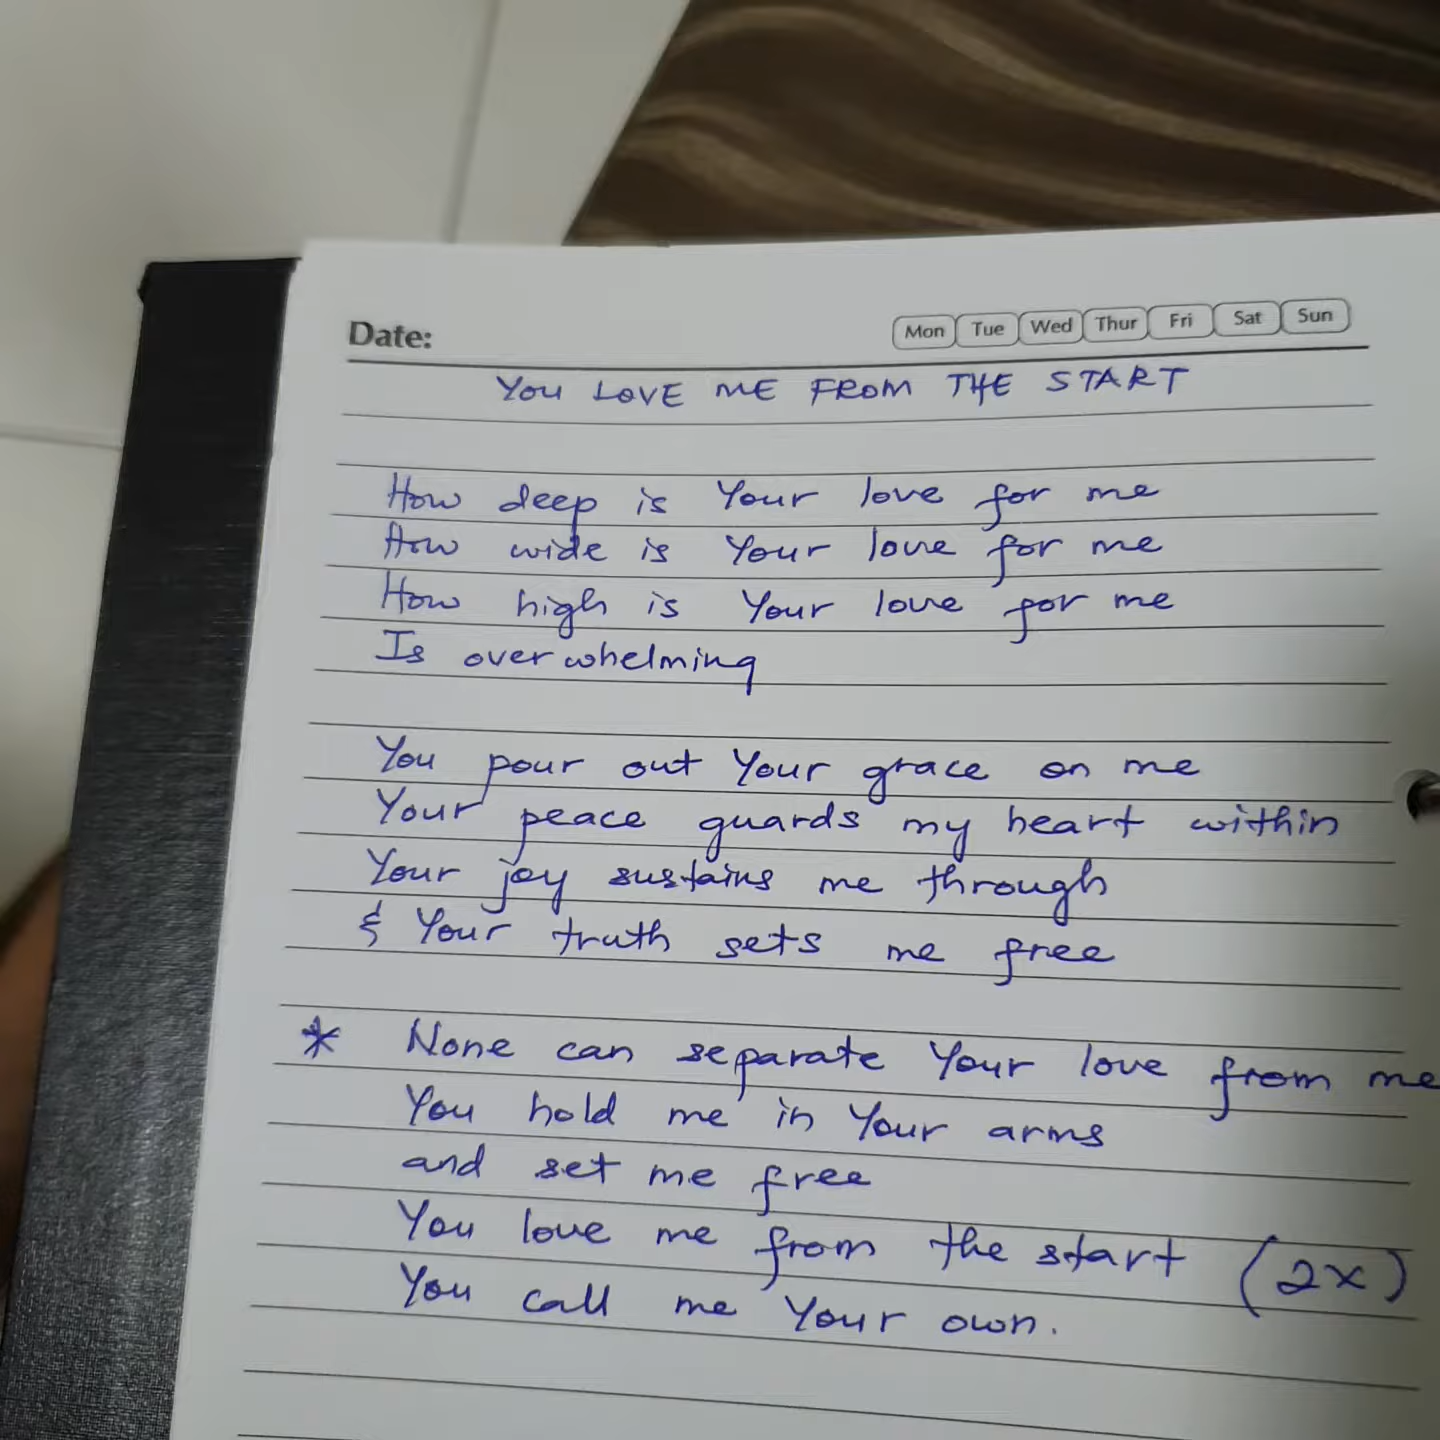 Date:
Mon Tue Wed Thur Fri Sat Sun
YOU LOVE ME FROM THE START
How deep is Your love for me
How wide is Your love for me
How high is Your love for me
Is overwhelming
You pour out Your grace on me
Your peace guards my heart within
Your joy sustains me through
& Your truth sets me free
* None can separate Your love from me
You hold me in Your arms
and set me free
You love me from the start (2x)
You call me Your own.